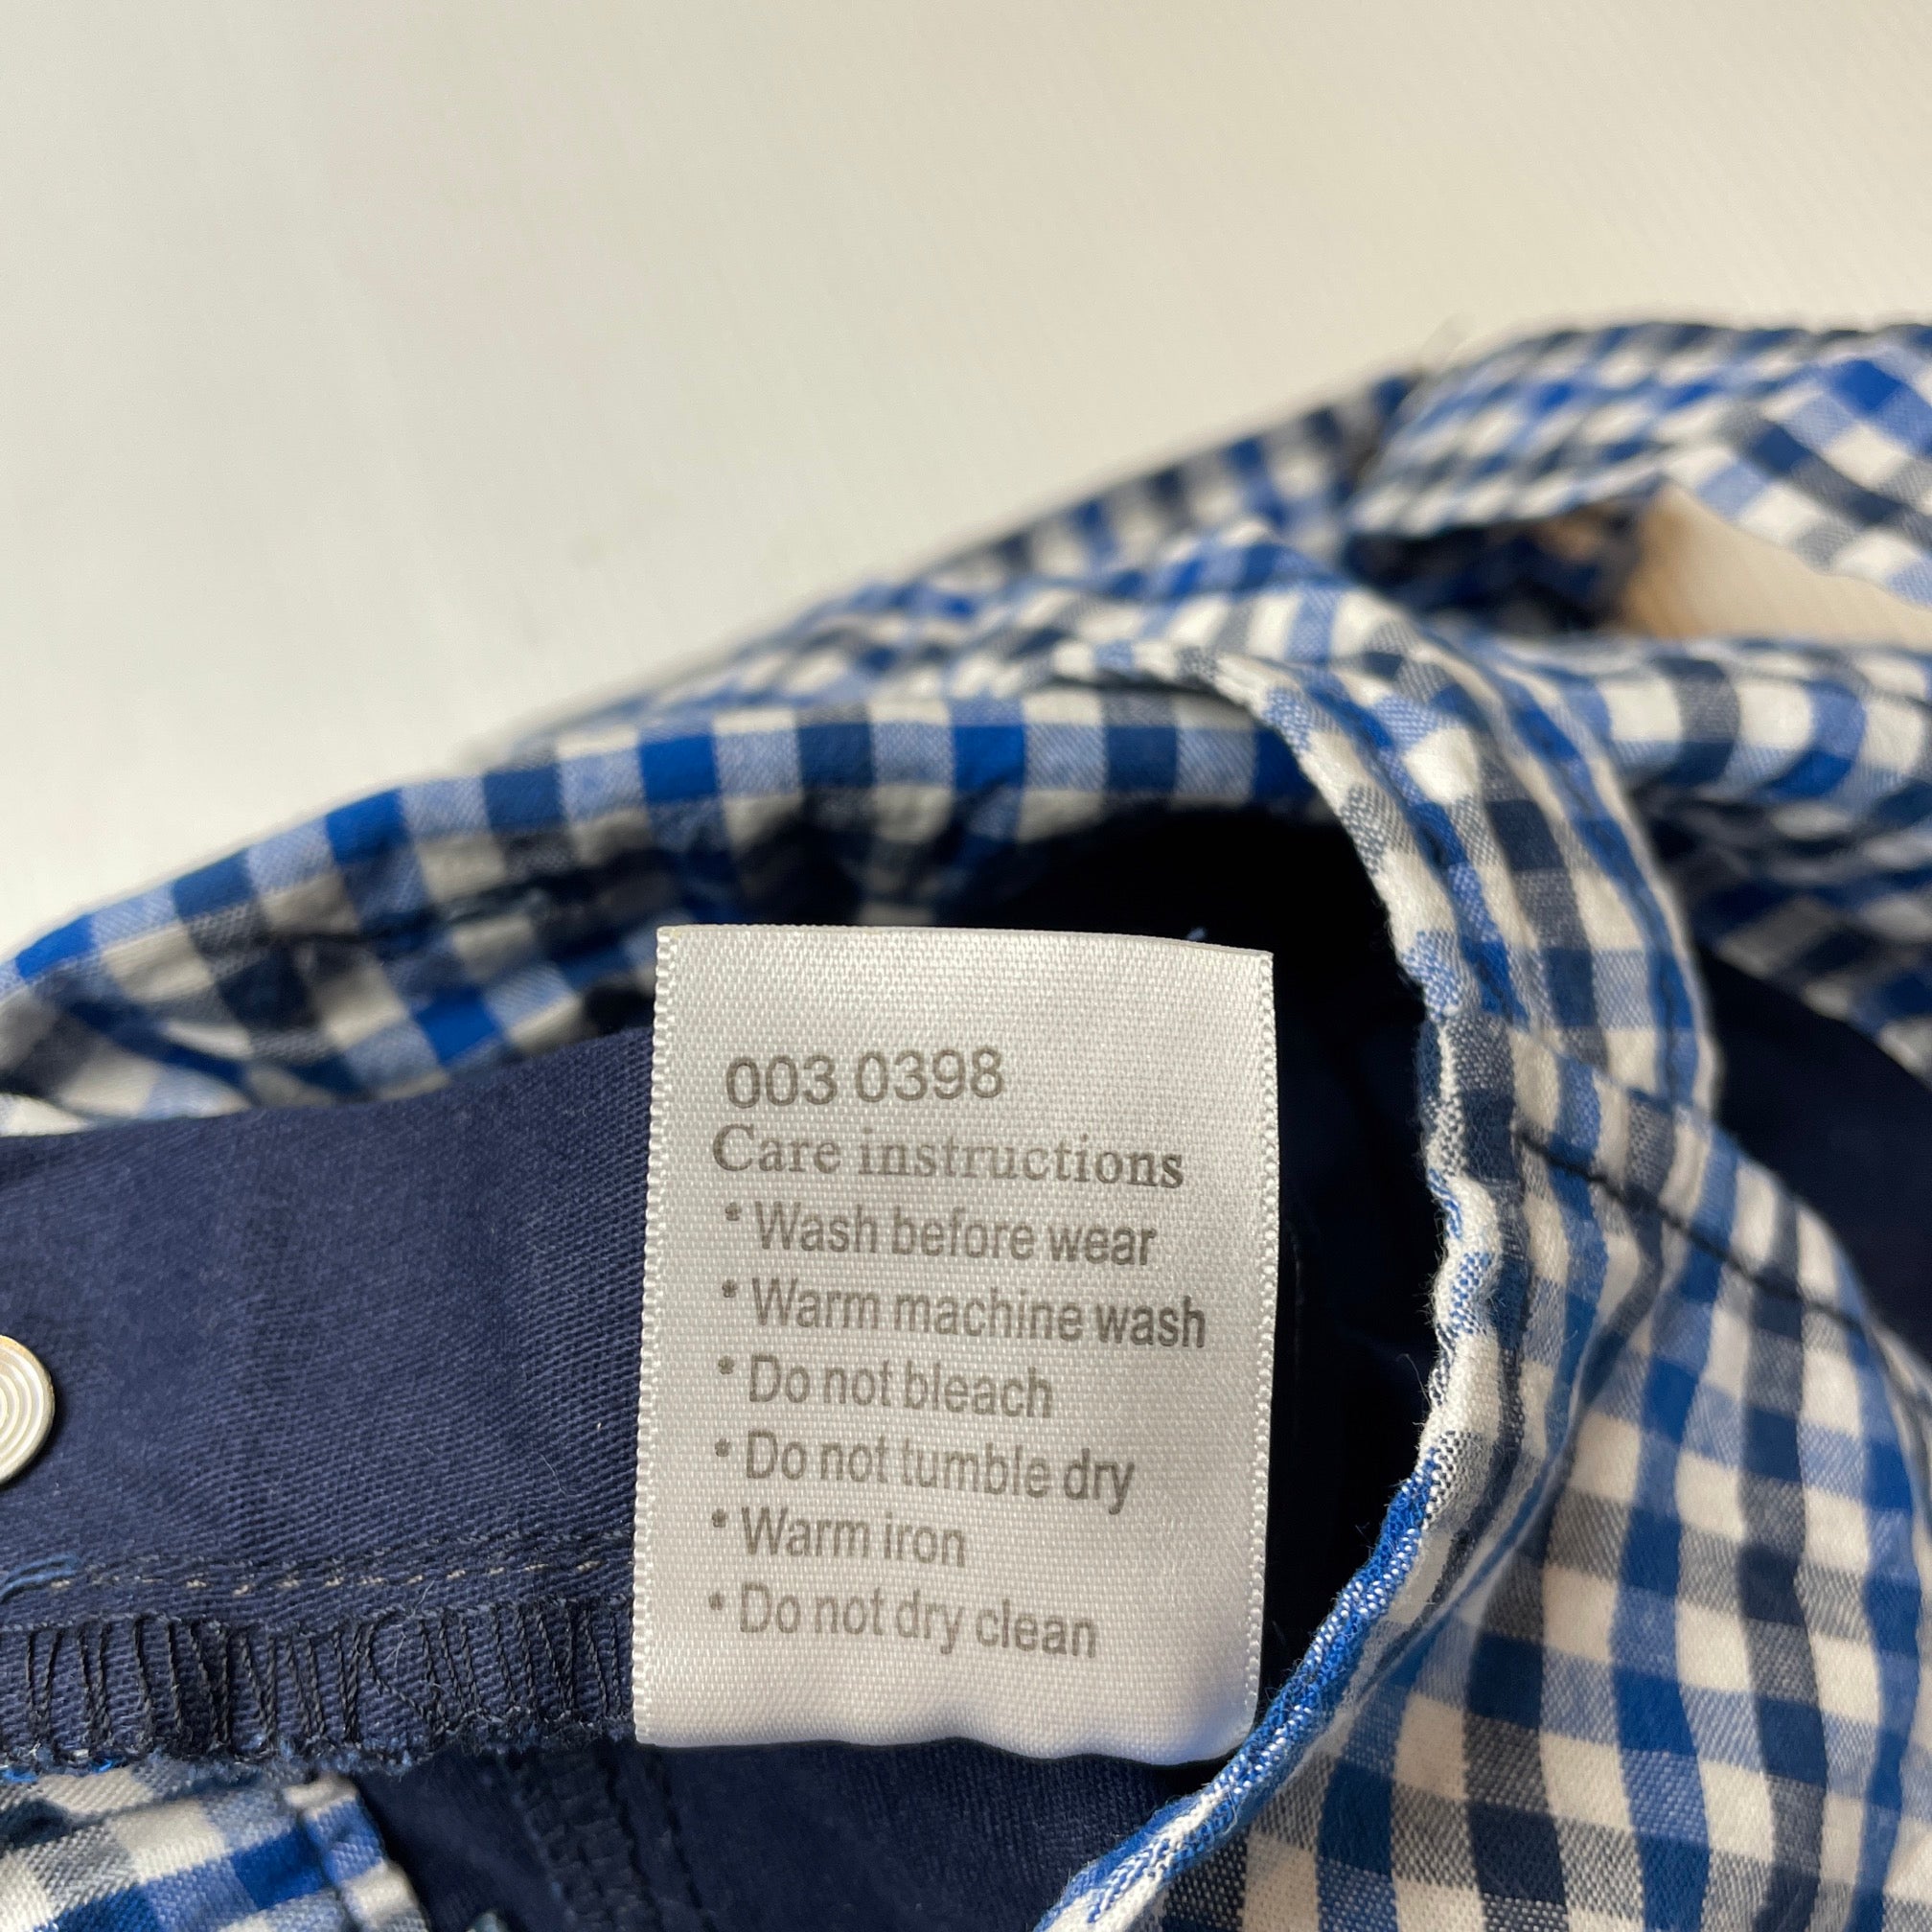 003 0398
Care instructions
* Wash before wear
* Warm machine wash
* Do not bleach
* Do not tumble dry
* Warm iron
* Do not dry clean